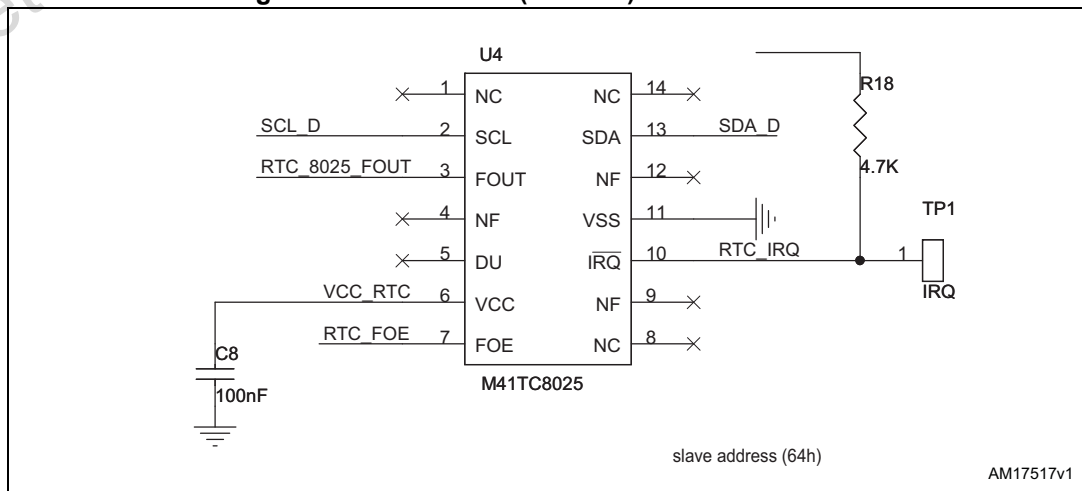 U4
1 NC NC 14
R18
SCL_D 2 SCL SDA 13 SDA_D
RTC_8025_FOUT 3 FOUT NF 12
4.7K
4 NF VSS 11
TP1
5 DU IRQ 10 RTC_IRQ 1
IRQ
VCC_RTC 6 VCC NF 9
RTC_FOE 7 FOE NC 8
C8
100nF
M41TC8025
slave address (64h)
AM17517v1